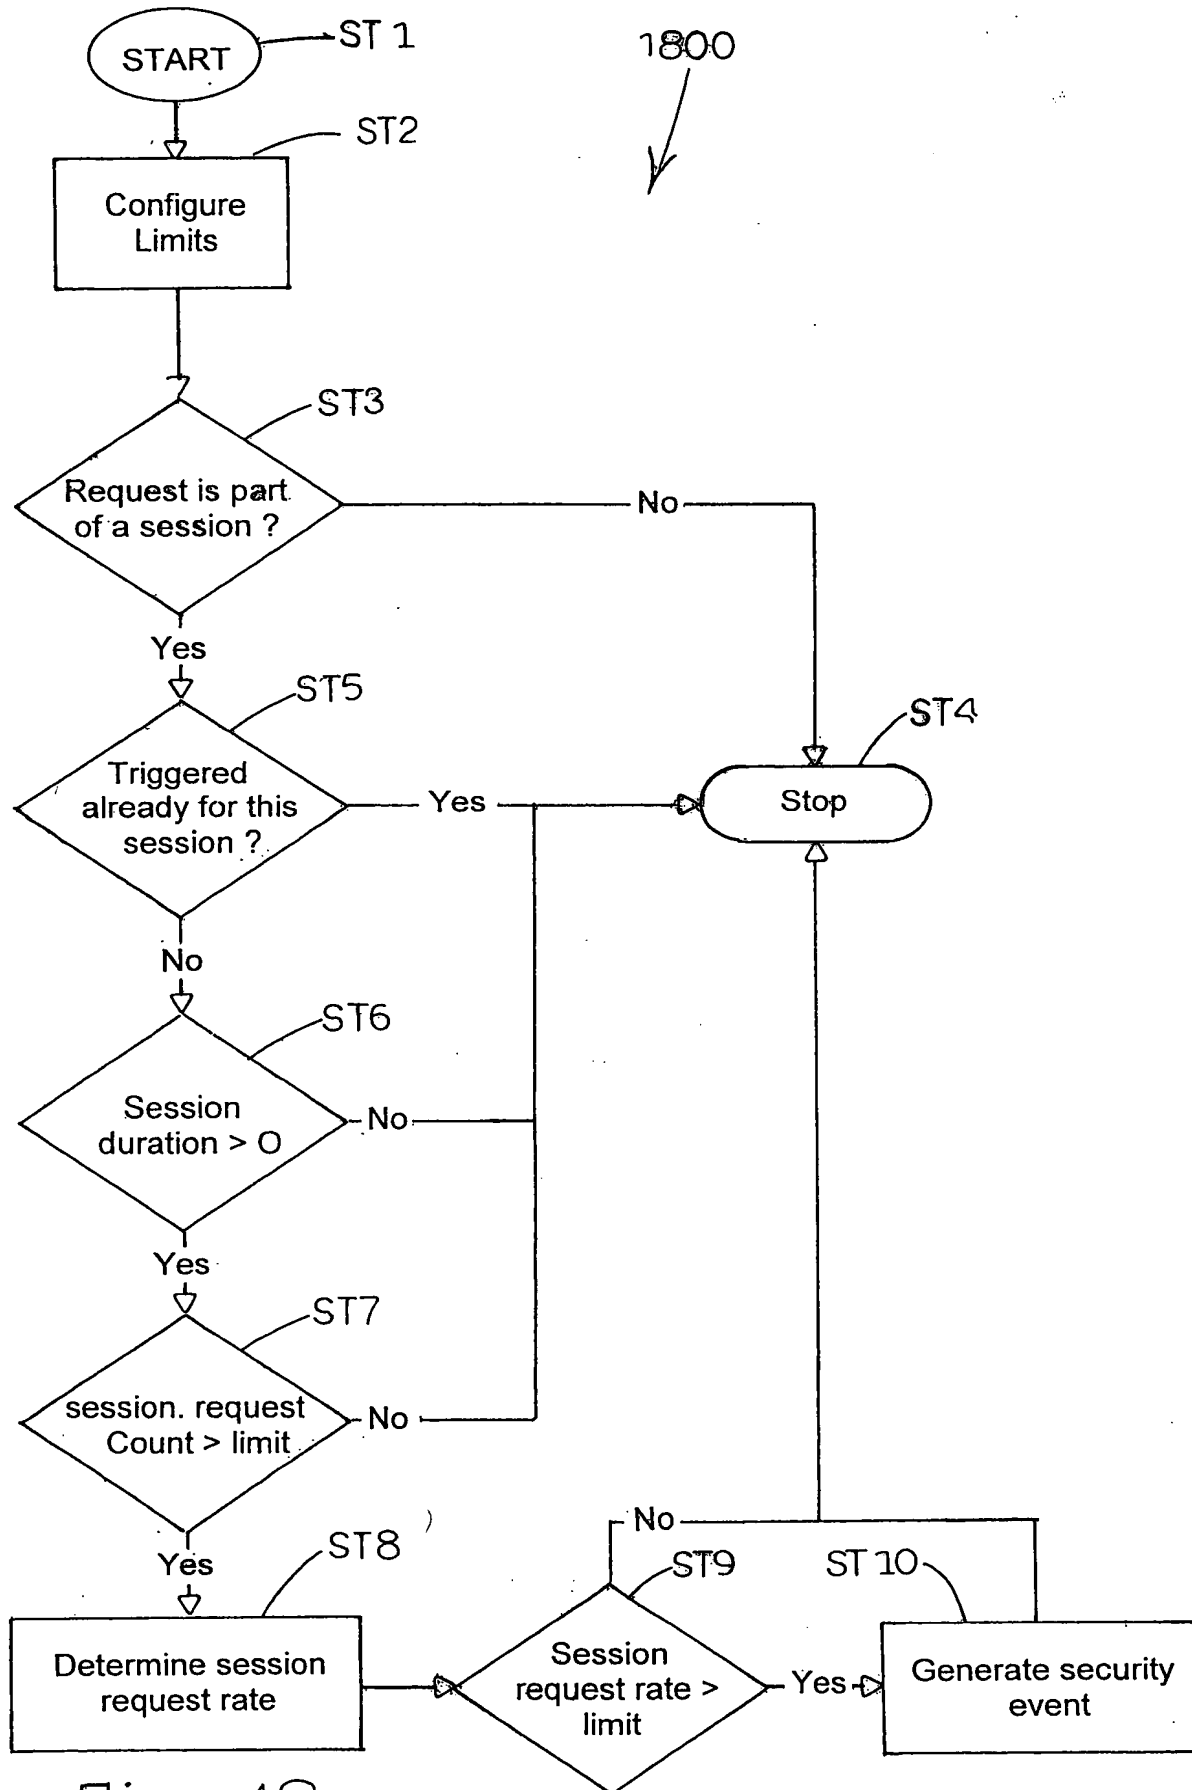 START
ST 1
1800
ST2
Configure
Limits
ST3
Request is part
of a session ?
No
Yes
ST5
Triggered
already for this
session ?
Yes
ST4
Stop
No
ST6
Session
duration > O
No
Yes
ST7
session. request
Count > limit
No
Yes
ST8
Determine session
request rate
No
ST9
Session
request rate >
limit
Yes
ST 10
Generate security
event